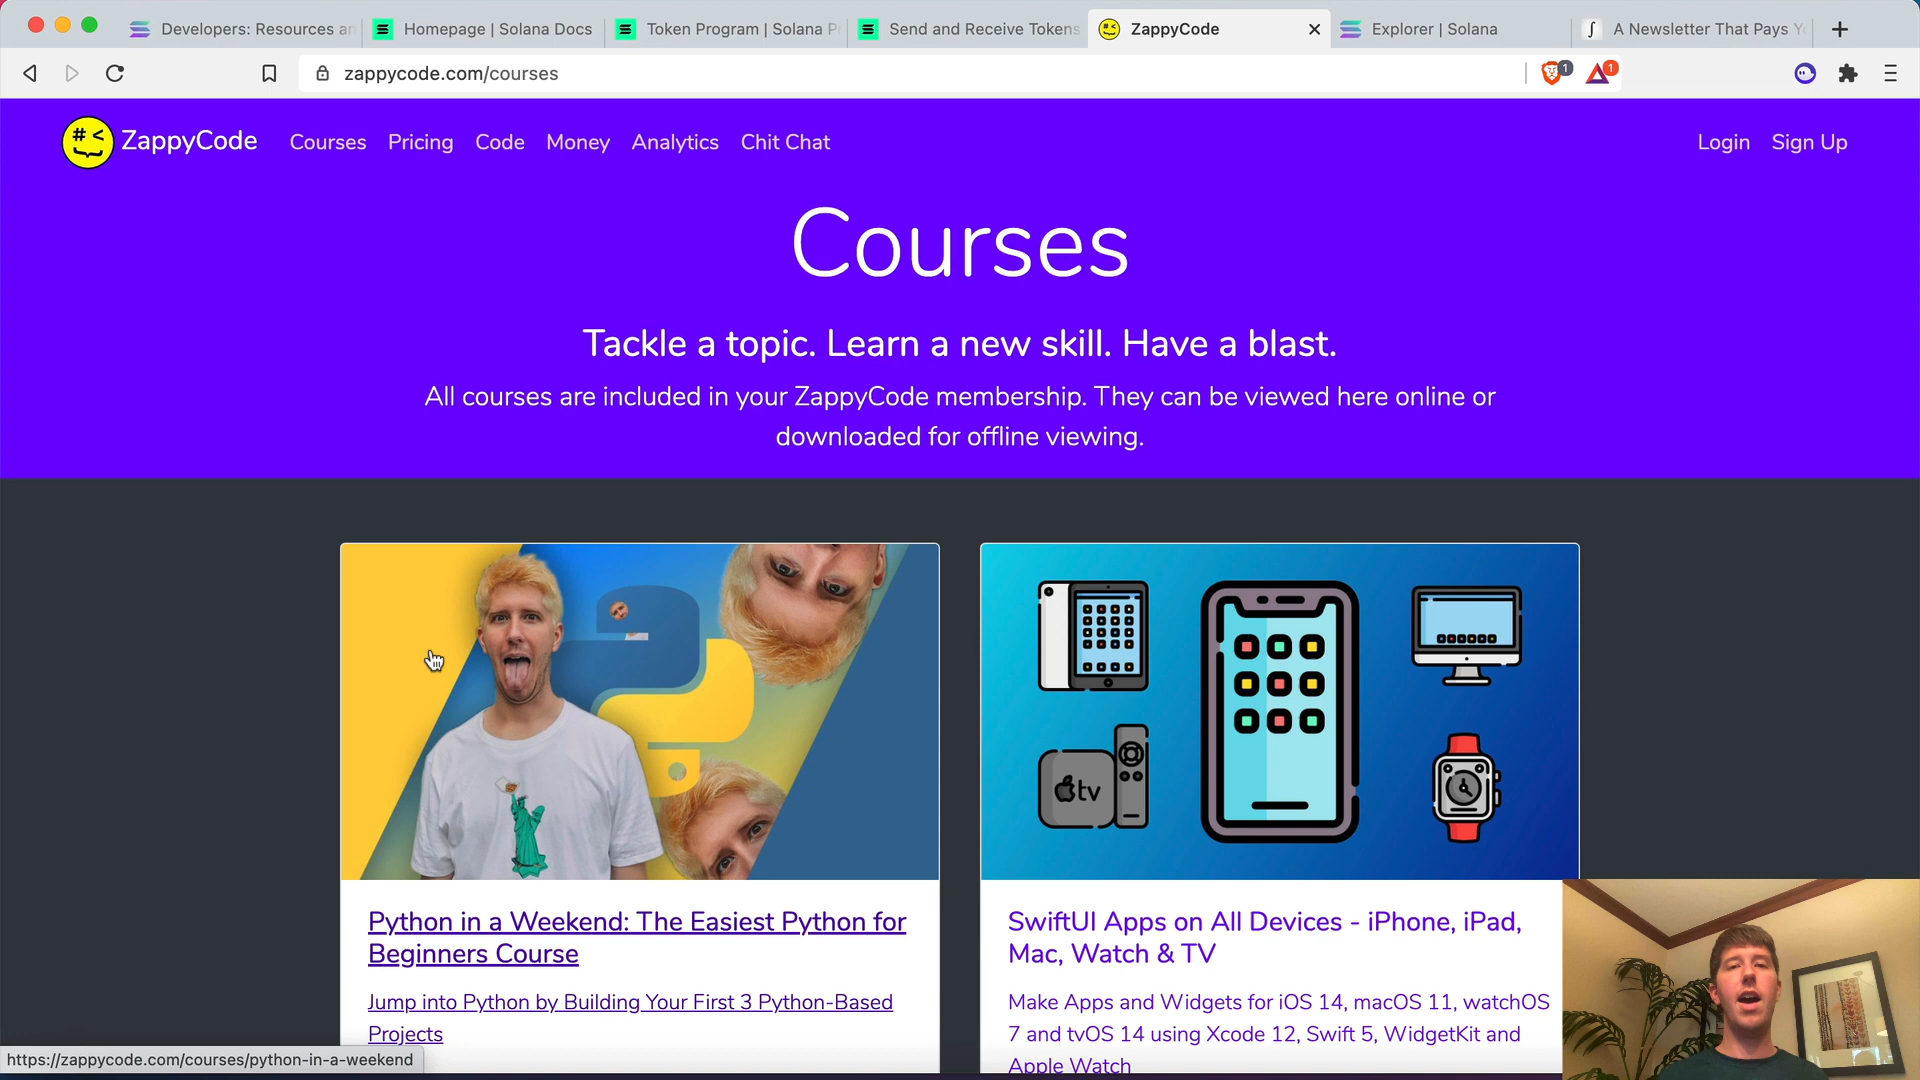 Developers: Resources an
Homepage | Solana Docs
Token Program | Solana P
Send and Receive Tokens
ZappyCode
Explorer | Solana
A Newsletter That Pays Y
zappycode.com/courses
1
1
#<
ZappyCode
Courses
Pricing
Code
Money
Analytics
Chit Chat
Login
Sign Up
Courses
Tackle a topic. Learn a new skill. Have a blast.
All courses are included in your ZappyCode membership. They can be viewed here online or
downloaded for offline viewing.
tv
Python in a Weekend: The Easiest Python for
Beginners Course
Jump into Python by Building Your First 3 Python-Based
Projects
SwiftUI Apps on All Devices - iPhone, iPad,
Mac, Watch & TV
Make Apps and Widgets for iOS 14, macOS 11, watchOS
7 and tvOS 14 using Xcode 12, Swift 5, WidgetKit and
Apple Watch
https://zappycode.com/courses/python-in-a-weekend